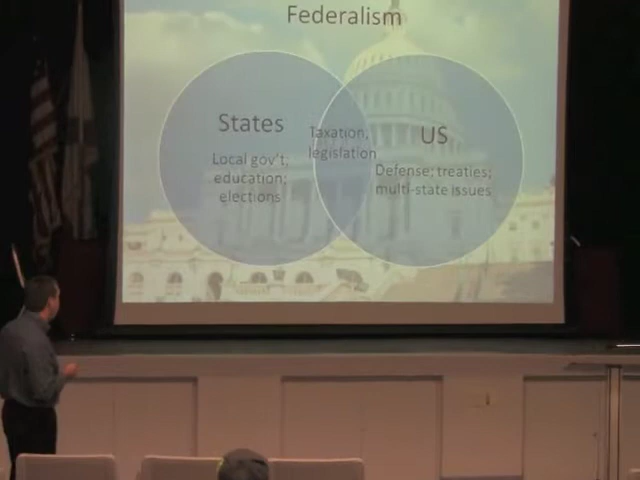 Federalism
States
Local gov't;
education;
elections
Taxation;
legislation
US
Defense; treaties;
multi-state issues